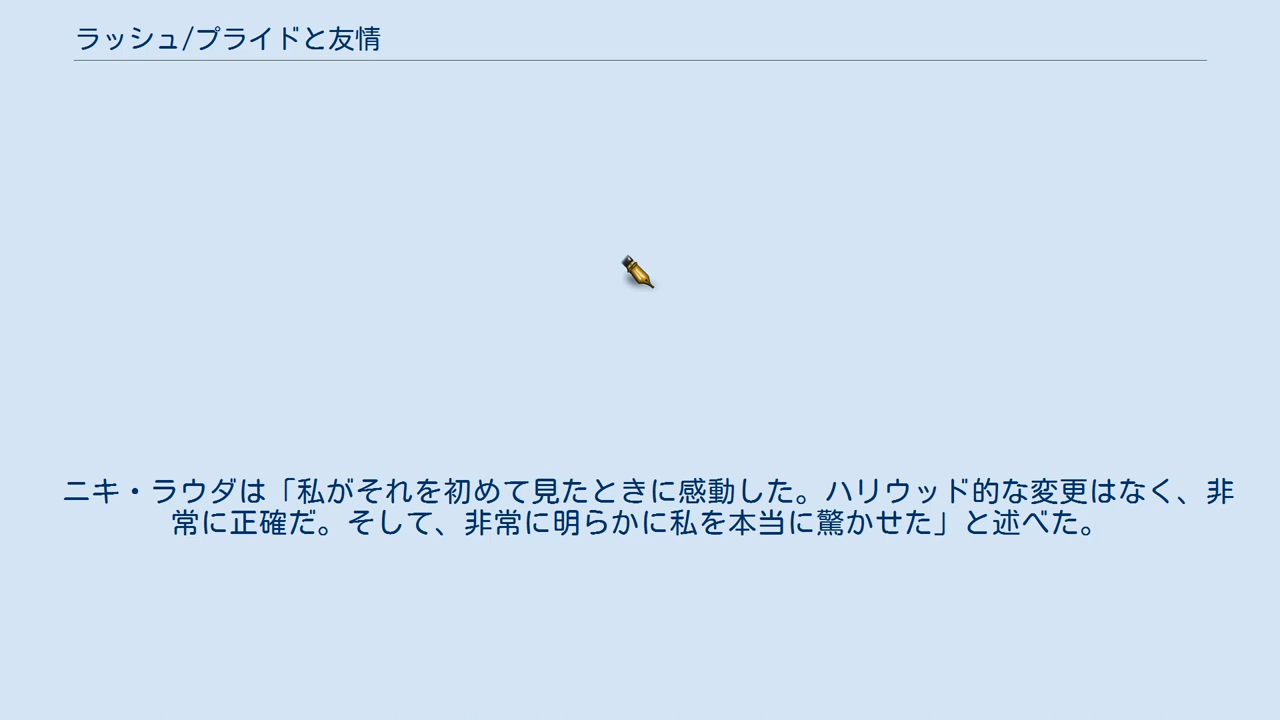 ラッシュ/プライドと友情
ニキ・ラウダは「私がそれを初めて見たときに感動した。ハリウッド的な変更はなく、非
常に正確だ。そして、非常に明らかに私を本当に驚かせた」と述べた。